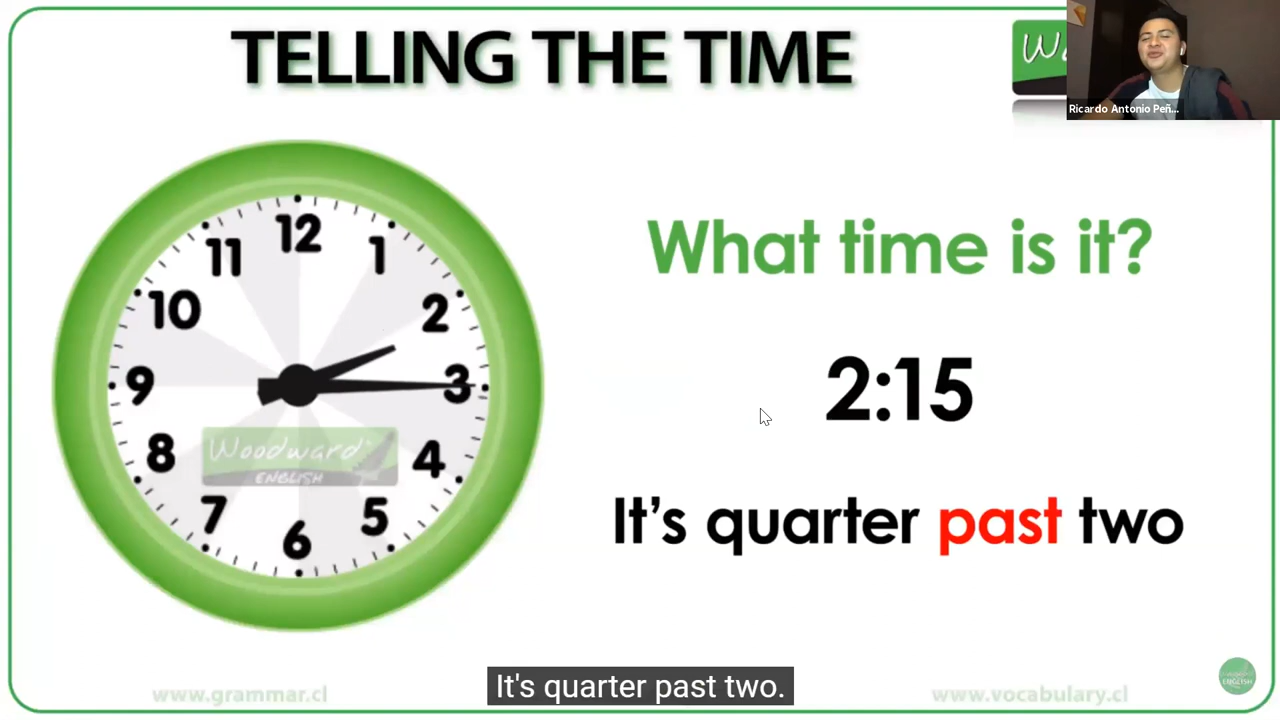 TELLING THE TIME
Wo
Ricardo Antonio Peñ...
12
11
1
10
2
9
3
8
4
7
5
6
Woodward
ENGLISH
What time is it?
2:15
It's quarter past two
It's quarter past two.
www.grammar.cl
www.vocabulary.cl
ENGLISH